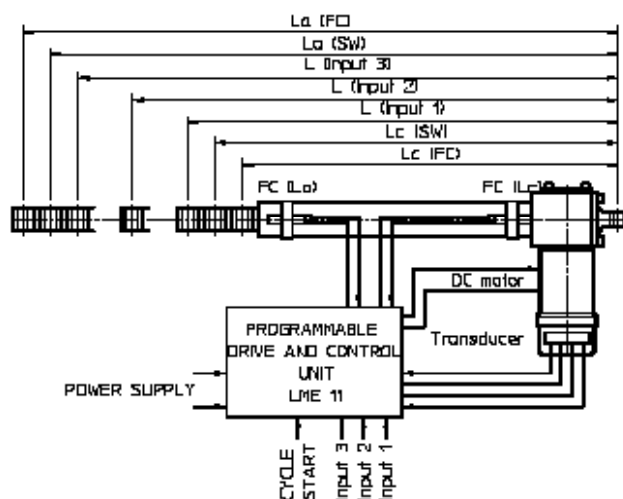 La (FC)
La (SW)
L (Input 3)
L (Input 2)
L (Input 1)
Lc (SW)
Lc (FC)
FC (La) FC (Lc)
DC motor
PROGRAMMABLE
DRIVE AND CONTROL
UNIT
LME 11
Transducer
POWER SUPPLY
CYCLE
START
Input 3
Input 2
Input 1